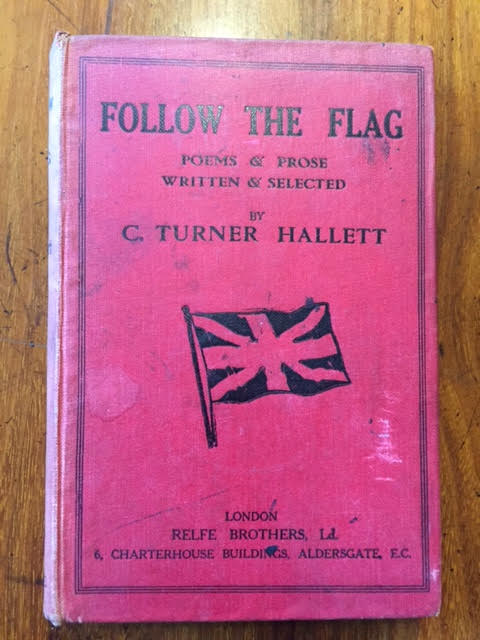 FOLLOW THE FLAG
POEMS & PROSE
WRITTEN & SELECTED
BY
C. TURNER HALLETT
LONDON
RELFE BROTHERS, Ld.
6, CHARTERHOUSE BUILDINGS, ALDERSGATE, E.C.